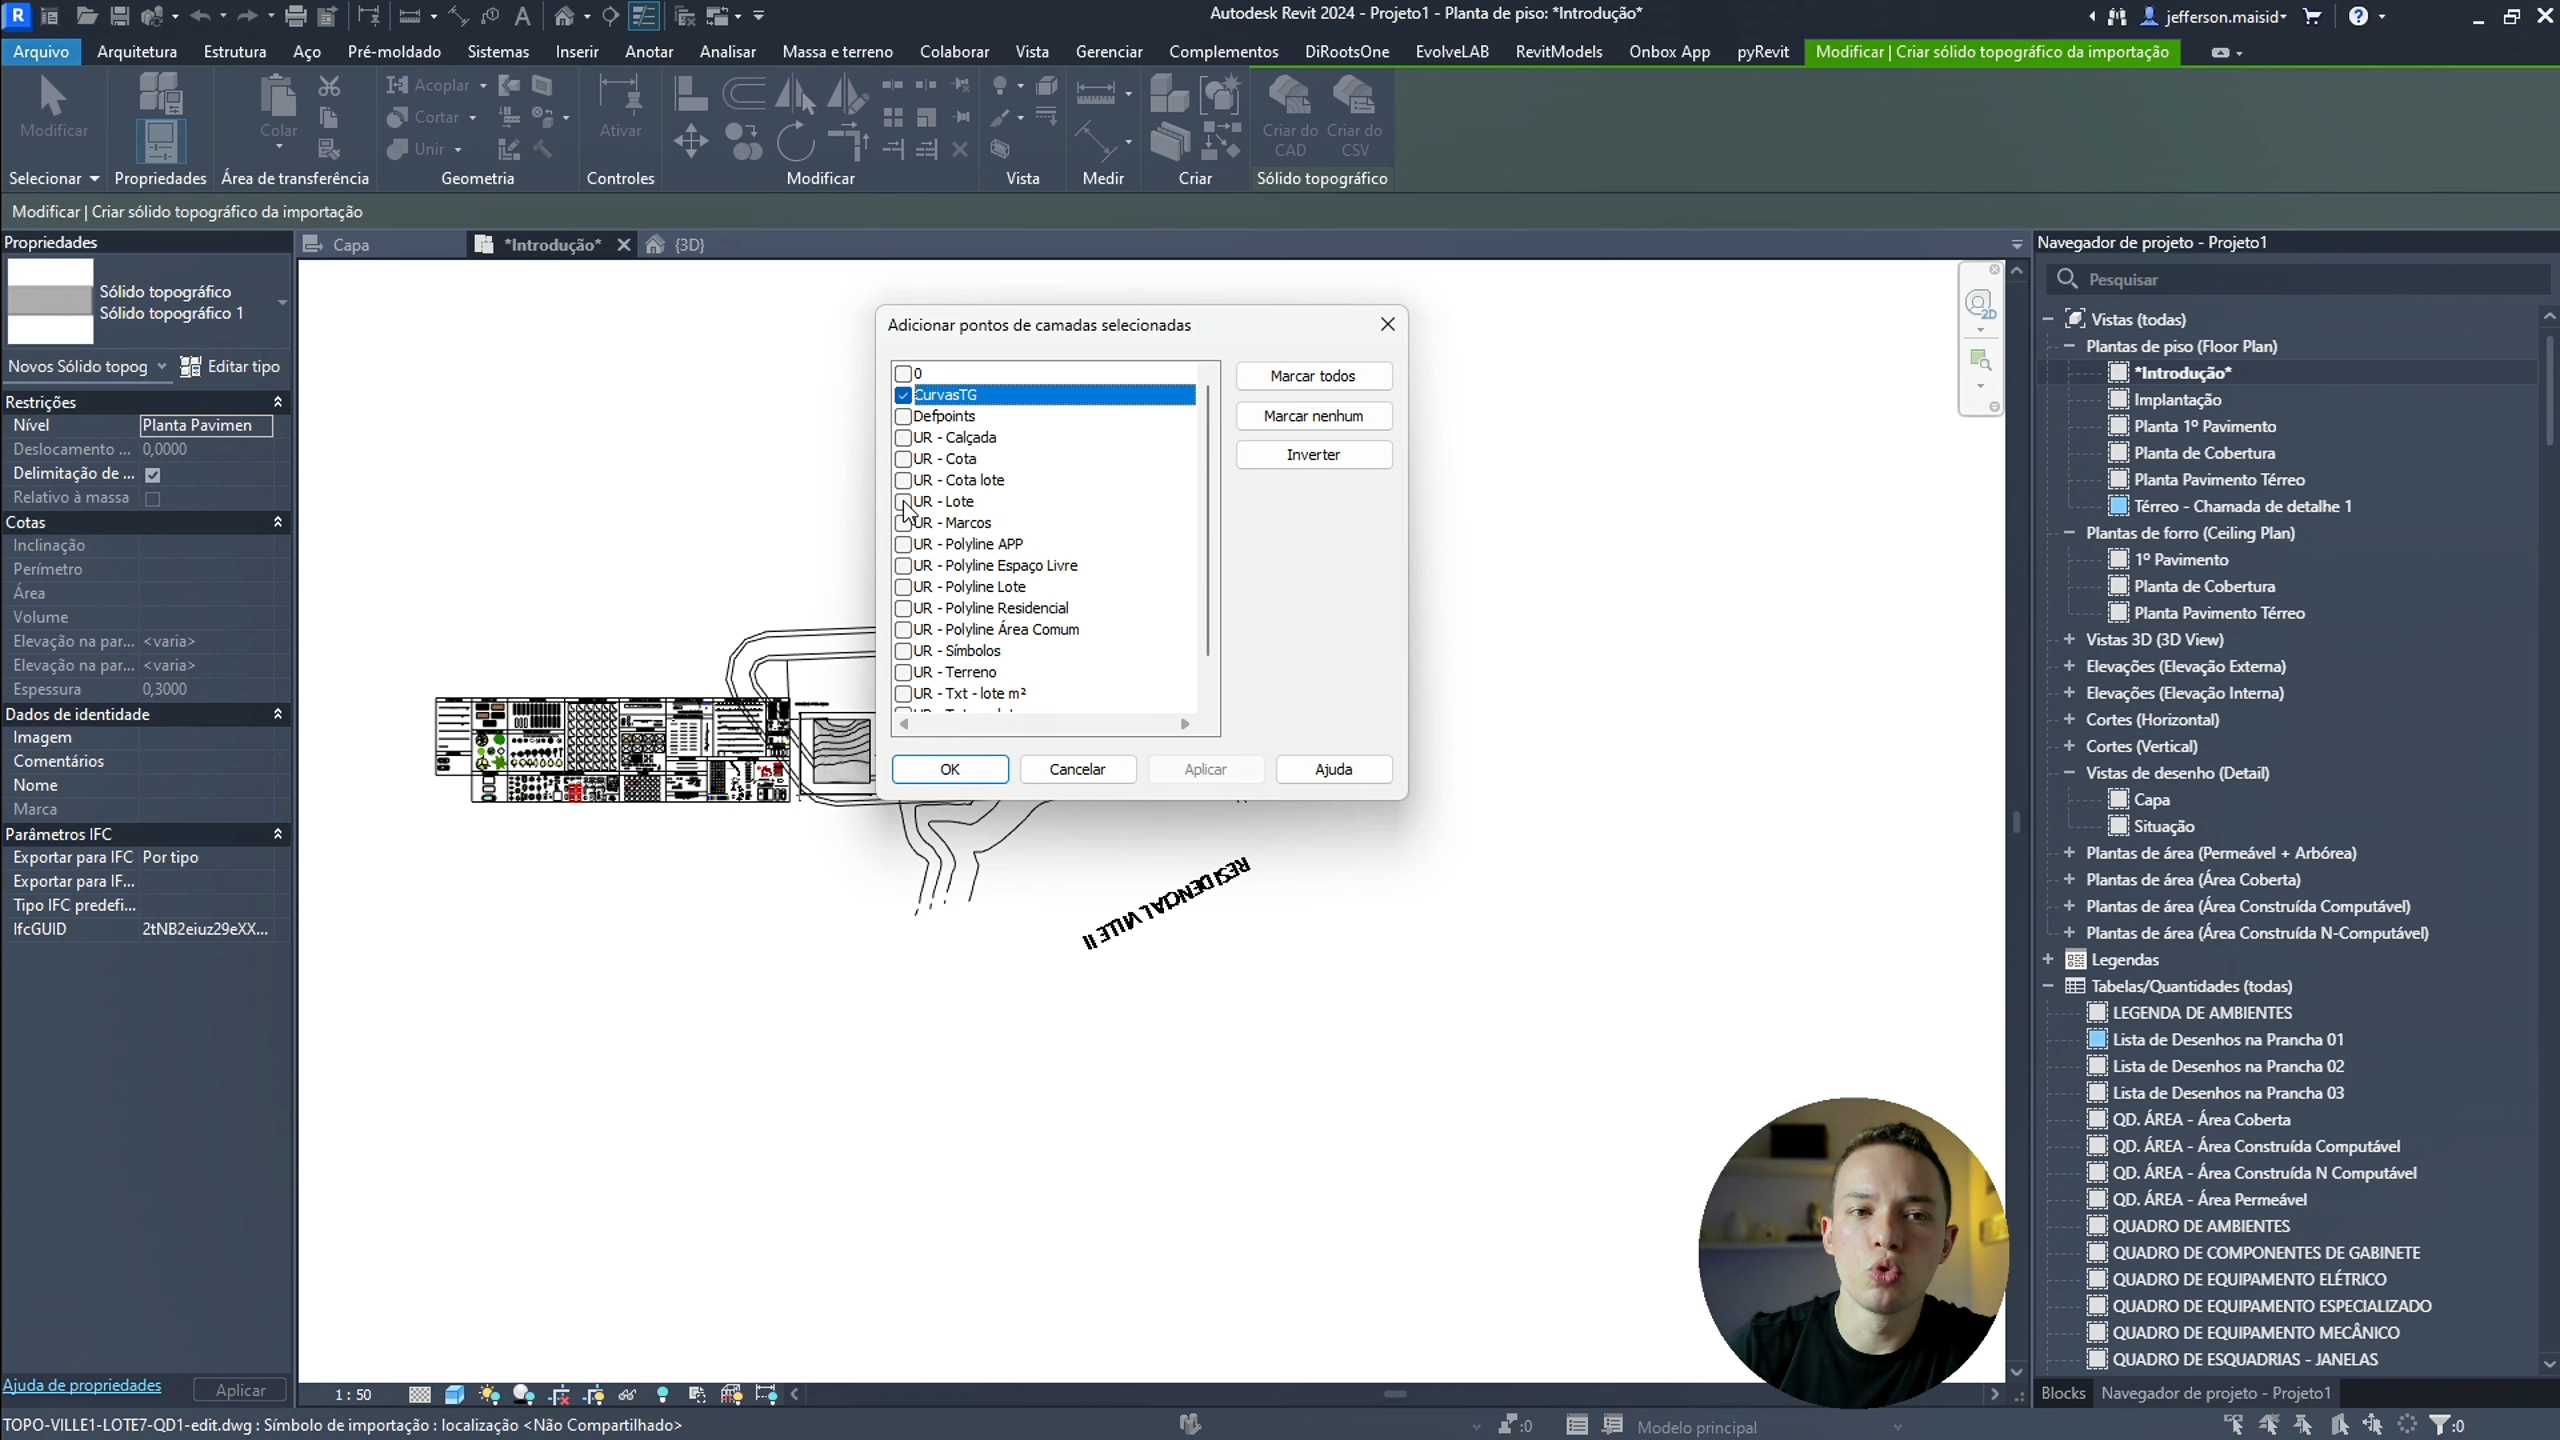 Autodesk Revit 2024 - Projeto1 - Planta de piso: *Introdução*
jefferson.maisid
Arquivo Arquitetura Estrutura Aço Pré-moldado Sistemas Inserir Anotar Analisar Massa e terreno Colaborar Vista Gerenciar Complementos DiRootsOne EvolveLAB RevitModels Onbox App pyRevit Modificar | Criar sólido topográfico da importação
Modificar
Colar
Acoplar
Cortar
Unir
Ativar
Criar do CAD
Criar do CSV
Selecionar Propriedades Área de transferência Geometria Controles Modificar Vista Medir Criar Sólido topográfico
Modificar | Criar sólido topográfico da importação
Propriedades
Sólido topográfico
Sólido topográfico 1
Novos Sólido topog Editar tipo
Restrições
Nível Planta Pavimen
Deslocamento ... 0,0000
Delimitação de ...
Relativo à massa
Cotas
Inclinação
Perímetro
Área
Volume
Elevação na par... <varia>
Elevação na par... <varia>
Espessura 0,3000
Dados de identidade
Imagem
Comentários
Nome
Marca
Parâmetros IFC
Exportar para IFC Por tipo
Exportar para IF...
Tipo IFC predefi...
IfcGUID 2tNB2eiuz29eXX...
Ajuda de propriedades Aplicar
Capa *Introdução* {3D}
2D
Adicionar pontos de camadas selecionadas
0
CurvasTG
Defpoints
UR - Calçada
UR - Cota
UR - Cota lote
UR - Lote
UR - Marcos
UR - Polyline APP
UR - Polyline Espaço Livre
UR - Polyline Lote
UR - Polyline Residencial
UR - Polyline Área Comum
UR - Símbolos
UR - Terreno
UR - Txt - lote m²
Marcar todos
Marcar nenhum
Inverter
OK Cancelar Aplicar Ajuda
RESIDENCIAL VILLE II
Navegador de projeto - Projeto1
Pesquisar
Vistas (todas)
Plantas de piso (Floor Plan)
*Introdução*
Implantação
Planta 1º Pavimento
Planta de Cobertura
Planta Pavimento Térreo
Térreo - Chamada de detalhe 1
Plantas de forro (Ceiling Plan)
1º Pavimento
Planta de Cobertura
Planta Pavimento Térreo
Vistas 3D (3D View)
Elevações (Elevação Externa)
Elevações (Elevação Interna)
Cortes (Horizontal)
Cortes (Vertical)
Vistas de desenho (Detail)
Capa
Situação
Plantas de área (Permeável + Arbórea)
Plantas de área (Área Coberta)
Plantas de área (Área Construída Computável)
Plantas de área (Área Construída N-Computável)
Legendas
Tabelas/Quantidades (todas)
LEGENDA DE AMBIENTES
Lista de Desenhos na Prancha 01
Lista de Desenhos na Prancha 02
Lista de Desenhos na Prancha 03
QD. ÁREA - Área Coberta
QD. ÁREA - Área Construída Computável
QD. ÁREA - Área Construída N Computável
QD. ÁREA - Área Permeável
QUADRO DE AMBIENTES
QUADRO DE COMPONENTES DE GABINETE
QUADRO DE EQUIPAMENTO ELÉTRICO
QUADRO DE EQUIPAMENTO ESPECIALIZADO
QUADRO DE EQUIPAMENTO MECÂNICO
QUADRO DE ESQUADRIAS - JANELAS
Blocks Navegador de projeto - Projeto1
1 : 50
TOPO-VILLE1-LOTE7-QD1-edit.dwg : Símbolo de importação : localização <Não Compartilhado>
:0 Modelo principal :0